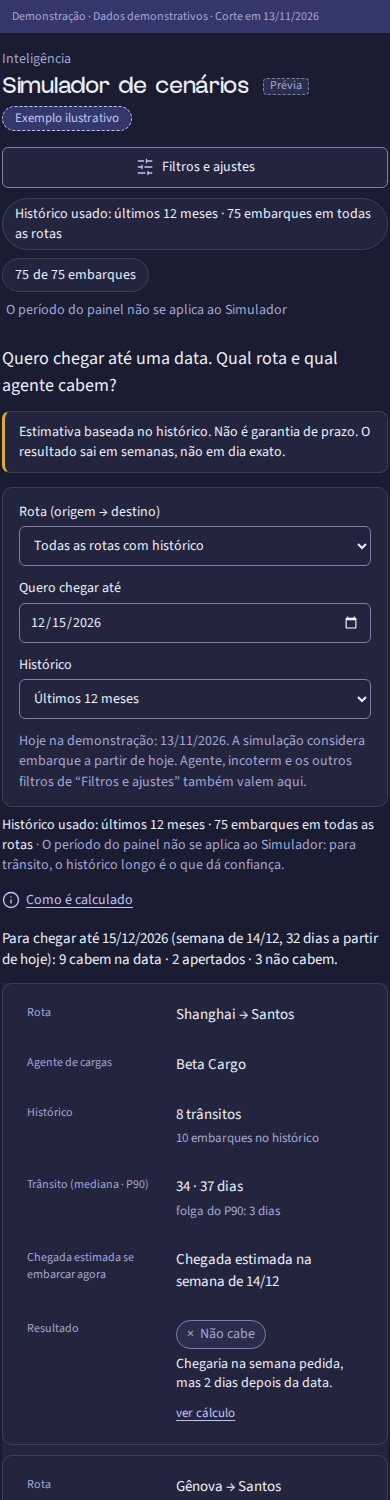 Demonstração · Dados demonstrativos · Corte em 13/11/2026
Inteligência
Simulador de cenários Prévia
Exemplo ilustrativo
Filtros e ajustes
Histórico usado: últimos 12 meses · 75 embarques em todas
as rotas
75 de 75 embarques
O período do painel não se aplica ao Simulador
Quero chegar até uma data. Qual rota e qual
agente cabem?
Estimativa baseada no histórico. Não é garantia de prazo. O
resultado sai em semanas, não em dia exato.
Rota (origem → destino)
Todas as rotas com histórico
Quero chegar até
12/15/2026
Histórico
Últimos 12 meses
Hoje na demonstração: 13/11/2026. A simulação considera
embarque a partir de hoje. Agente, incoterm e os outros
filtros de “Filtros e ajustes” também valem aqui.
Histórico usado: últimos 12 meses · 75 embarques em todas as
rotas · O período do painel não se aplica ao Simulador: para
trânsito, o histórico longo é o que dá confiança.
Como é calculado
Para chegar até 15/12/2026 (semana de 14/12, 32 dias a partir
de hoje): 9 cabem na data · 2 apertados · 3 não cabem.
Rota Shanghai → Santos
Agente de cargas Beta Cargo
Histórico 8 trânsitos
10 embarques no histórico
Trânsito (mediana · P90) 34 · 37 dias
folga do P90: 3 dias
Chegada estimada se Chegada estimada na
embarcar agora semana de 14/12
Resultado × Não cabe
Chegaria na semana pedida,
mas 2 dias depois da data.
ver cálculo
Rota Gênova → Santos